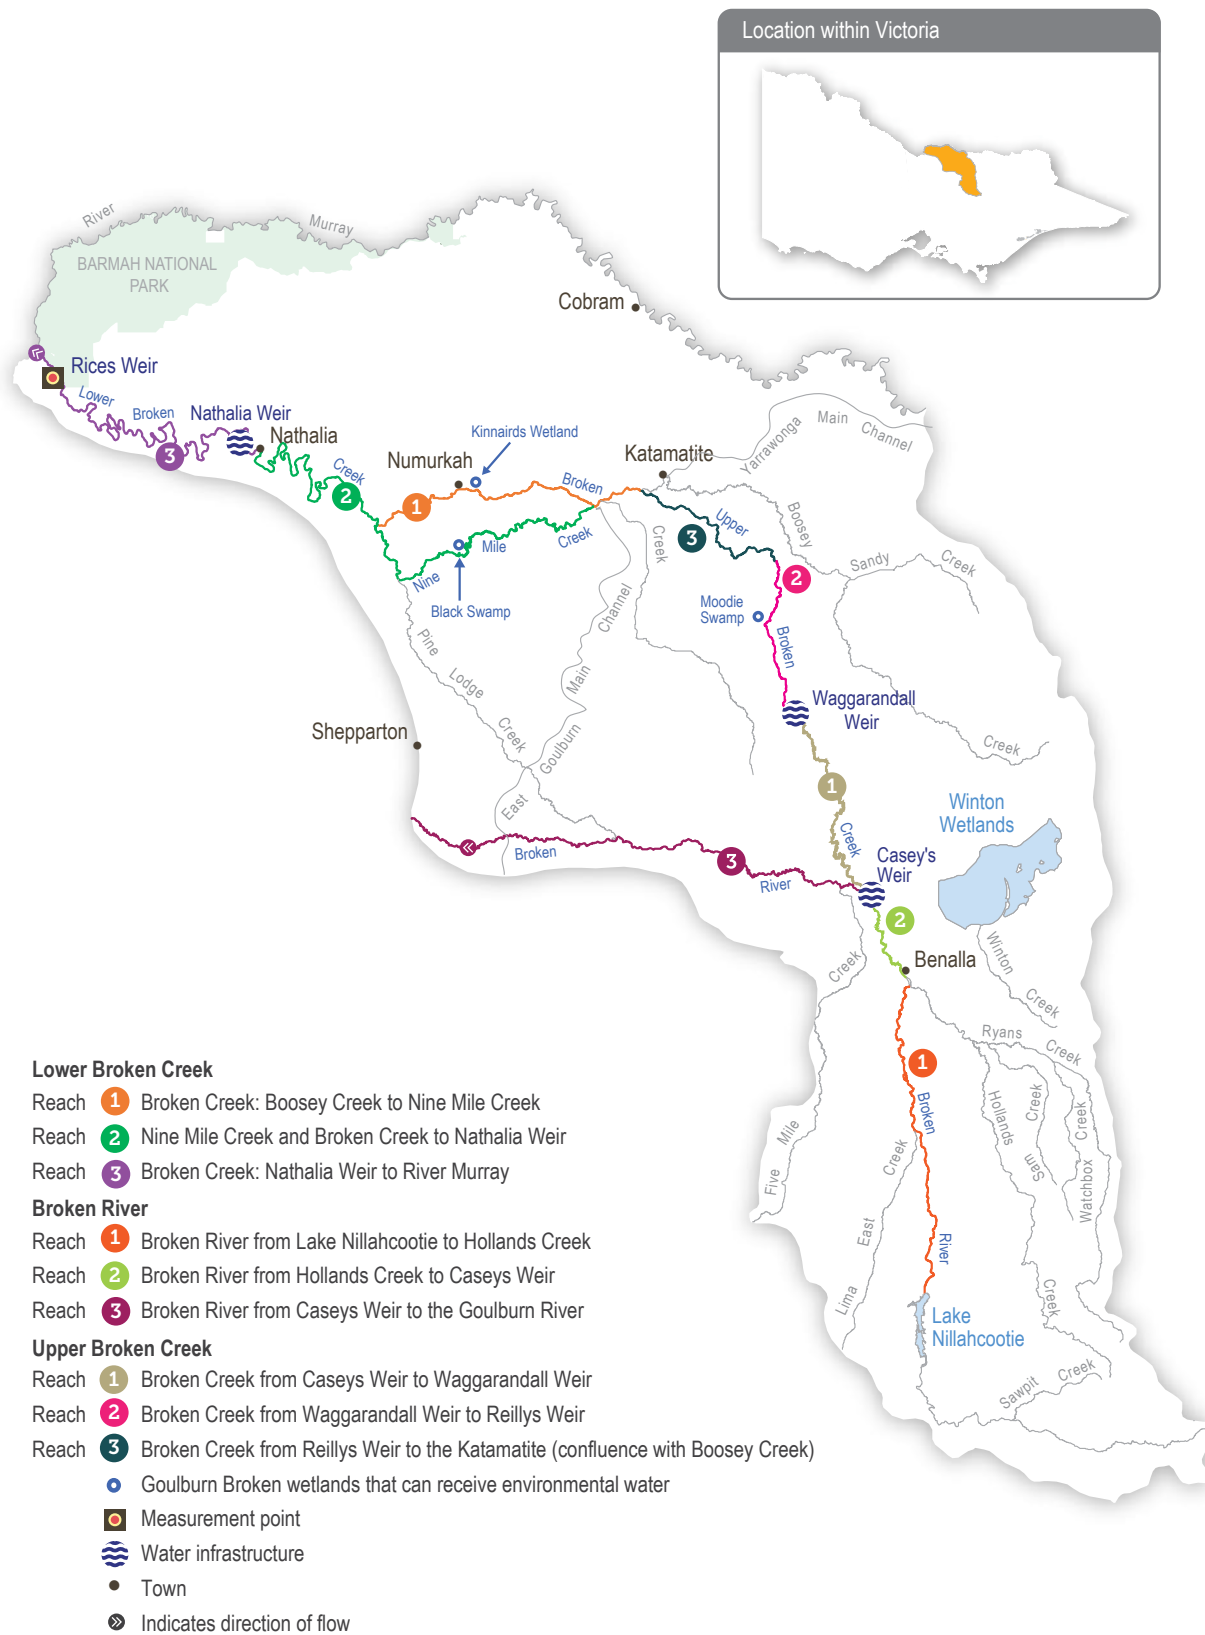 Location within Victoria
River
Murray
BARMAH NATIONAL
PARK
Cobram
Rices Weir
Lower
Broken
Nathalia Weir
Nathalia
3
Creek
2
Kinnairds Wetland
Numurkah
1
Broken
Katamatite
Yarrawonga
Main
Channel
Nine
Mile
Creek
Black Swamp
Creek
Upper
3
Boosey
Sandy
Creek
2
Moodie
Swamp
Broken
Channel
Main
Goulburn
East
Pine
Lodge
Creek
Shepparton
Waggarandall
Weir
Creek
1
Creek
Winton
Wetlands
Casey's
Weir
Broken
3
River
2
Benalla
Winton
Creek
Creek
Mile
Five
Ryans
Creek
1
Broken
Hollands
Creek
Sam
Creek
Watchbox
Creek
East
Lima
River
Creek
Lake
Nillahcootie
Sawpit
Creek
Lower Broken Creek
Reach 1 Broken Creek: Boosey Creek to Nine Mile Creek
Reach 2 Nine Mile Creek and Broken Creek to Nathalia Weir
Reach 3 Broken Creek: Nathalia Weir to River Murray
Broken River
Reach 1 Broken River from Lake Nillahcootie to Hollands Creek
Reach 2 Broken River from Hollands Creek to Caseys Weir
Reach 3 Broken River from Caseys Weir to the Goulburn River
Upper Broken Creek
Reach 1 Broken Creek from Caseys Weir to Waggarandall Weir
Reach 2 Broken Creek from Waggarandall Weir to Reillys Weir
Reach 3 Broken Creek from Reillys Weir to the Katamatite (confluence with Boosey Creek)
Goulburn Broken wetlands that can receive environmental water
Measurement point
Water infrastructure
Town
Indicates direction of flow